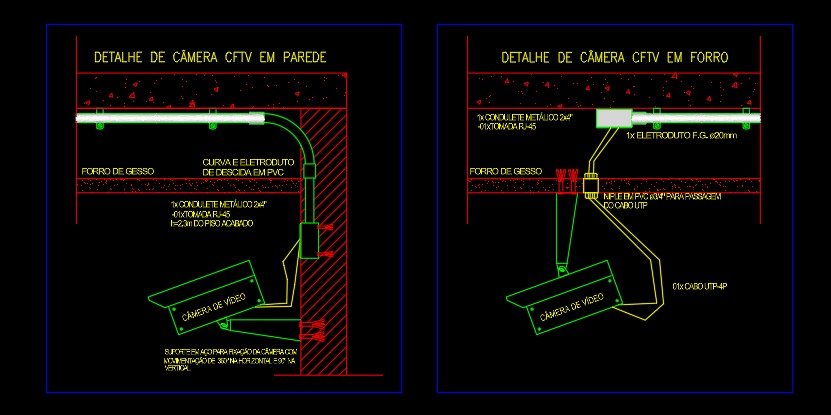 DETALHE DE CÂMERA CFTV EM PAREDE
CURVA E ELETRODUTO
DE DESCIDA EM PVC
FORRO DE GESSO
1x CONDULETE METÁLICO 2x4"
-01xTOMADA RJ-45
h=2,3m DO PISO ACABADO
CÂMERA DE VÍDEO
SUPORTE EM AÇO PARA FIXAÇÃO DA CÂMERA COM
MOVIMENTAÇÃO DE 360° NA HORIZONTAL E 90° NA
VERTICAL
DETALHE DE CÂMERA CFTV EM FORRO
1x CONDULETE METÁLICO 2x4"
-01xTOMADA RJ-45
1x ELETRODUTO F.G. ø20mm
FORRO DE GESSO
NIPLE EM PVC ø3/4" PARA PASSAGEM
DO CABO UTP
01x CABO UTP-4P
CÂMERA DE VÍDEO